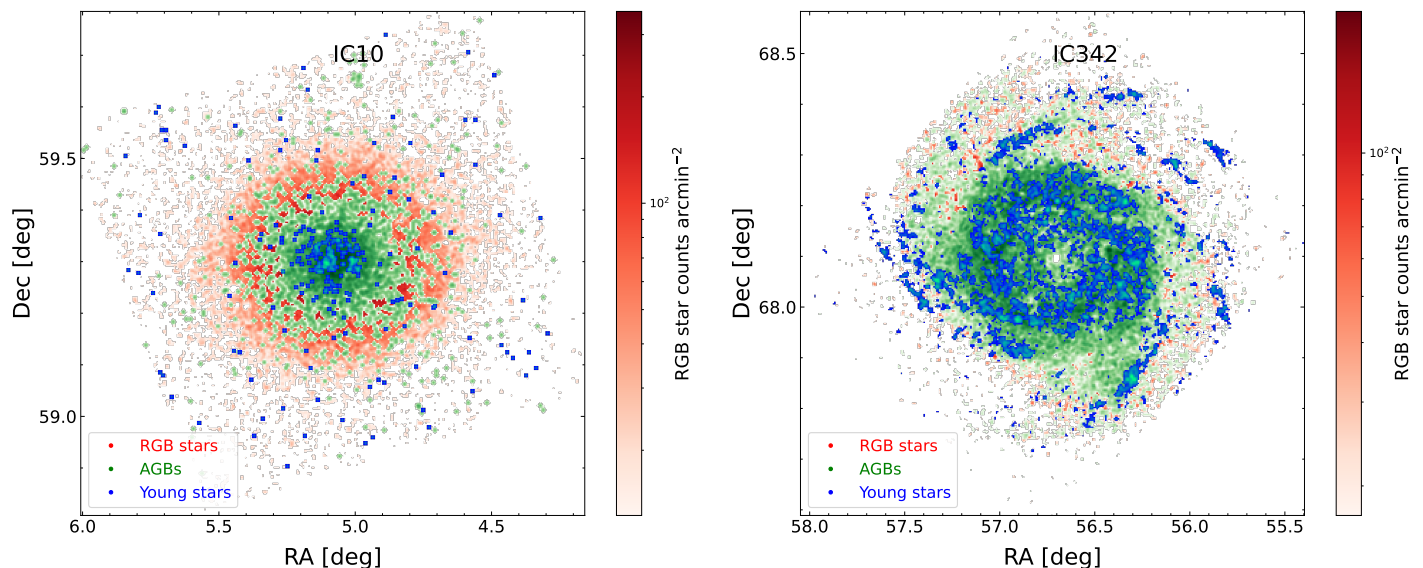 IC10
59.5
59.0
Dec [deg]
6.0
5.5
5.0
4.5
RA [deg]
RGB stars
AGBs
Young stars
10²
RGB star counts arcmin⁻²
IC342
68.5
68.0
Dec [deg]
58.0
57.5
57.0
56.5
56.0
55.5
RA [deg]
RGB stars
AGBs
Young stars
10²
RGB star counts arcmin⁻²